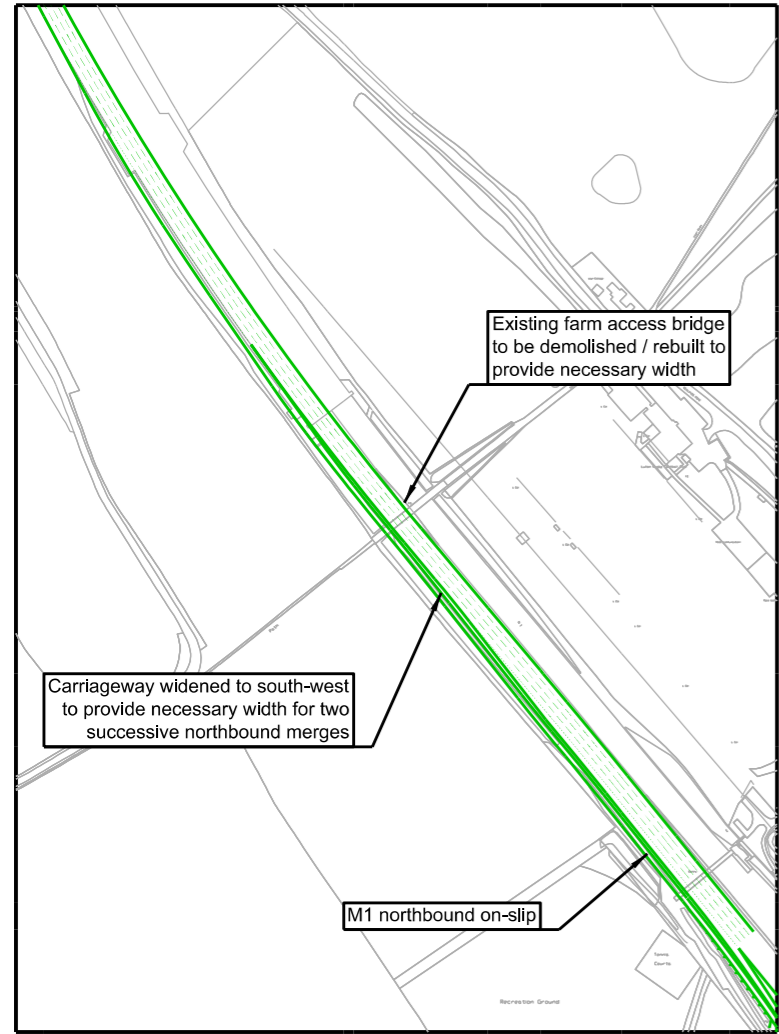 Existing farm access bridge
to be demolished / rebuilt to
provide necessary width
Carriageway widened to south-west
to provide necessary width for two
successive northbound merges
M1 northbound on-slip
Path
Tennis
Courts
Recreation Ground